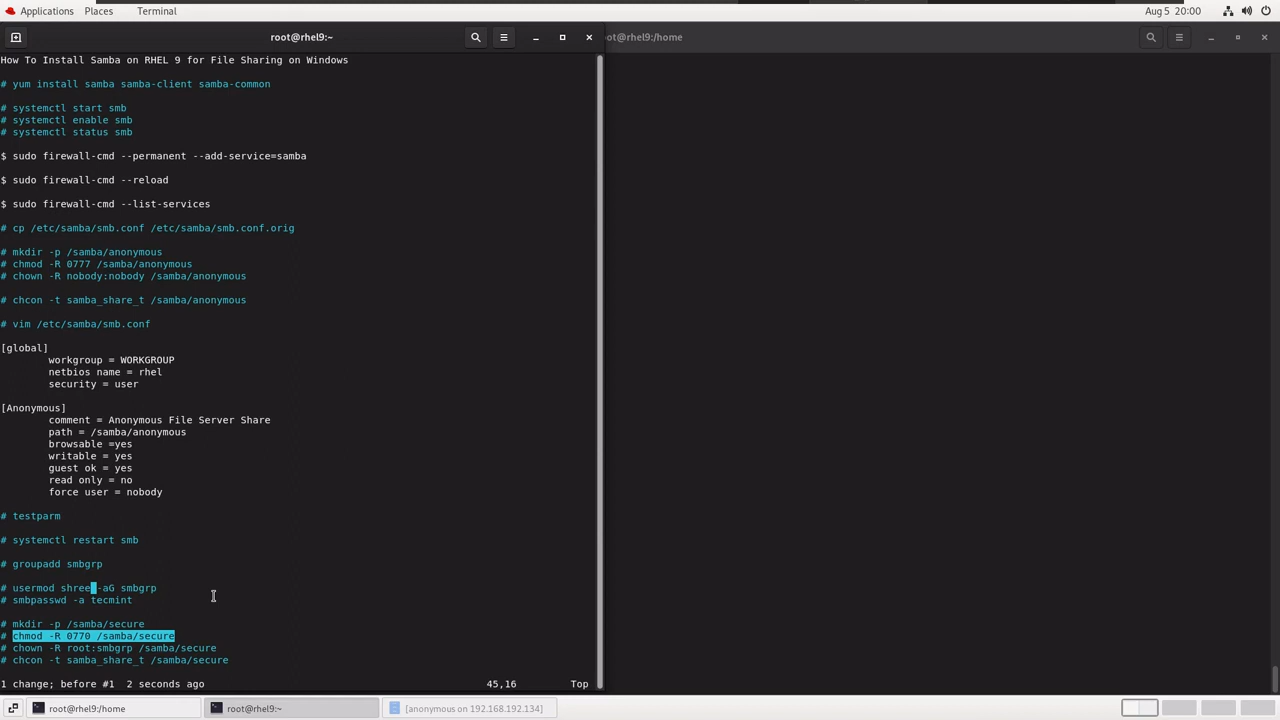 Applications Places Terminal Aug 5 20:00
root@rhel9:~
ot@rhel9:/home
How To Install Samba on RHEL 9 for File Sharing on Windows
# yum install samba samba-client samba-common
# systemctl start smb
# systemctl enable smb
# systemctl status smb
$ sudo firewall-cmd --permanent --add-service=samba
$ sudo firewall-cmd --reload
$ sudo firewall-cmd --list-services
# cp /etc/samba/smb.conf /etc/samba/smb.conf.orig
# mkdir -p /samba/anonymous
# chmod -R 0777 /samba/anonymous
# chown -R nobody:nobody /samba/anonymous
# chcon -t samba_share_t /samba/anonymous
# vim /etc/samba/smb.conf
[global]
workgroup = WORKGROUP
netbios name = rhel
security = user
[Anonymous]
comment = Anonymous File Server Share
path = /samba/anonymous
browsable =yes
writable = yes
guest ok = yes
read only = no
force user = nobody
# testparm
# systemctl restart smb
# groupadd smbgrp
# usermod shree -aG smbgrp
# smbpasswd -a tecmint
# mkdir -p /samba/secure
# chmod -R 0770 /samba/secure
# chown -R root:smbgrp /samba/secure
# chcon -t samba_share_t /samba/secure
1 change; before #1 2 seconds ago 45,16 Top
root@rhel9:/home
root@rhel9:~
[anonymous on 192.168.192.134]